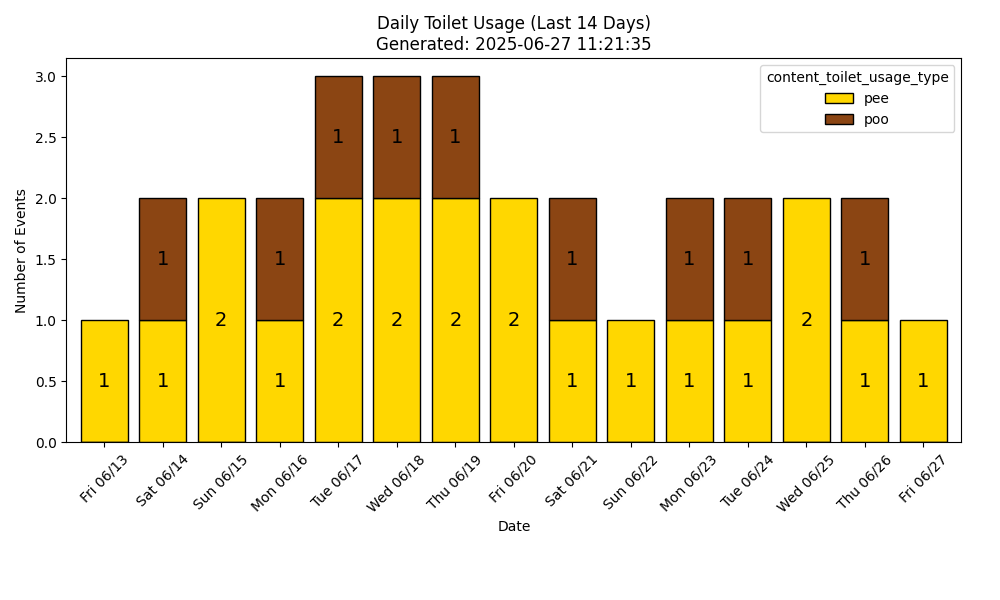 Daily Toilet Usage (Last 14 Days)
Generated: 2025-06-27 11:21:35
content_toilet_usage_type
pee
poo
Number of Events
3.0
2.5
2.0
1.5
1.0
0.5
0.0
1 1 1 
1 2 1 1 1 1 1
2 2 2 2 2 2
1 1 1 1 1 1 1 1 1
Fri 06/13
Sat 06/14
Sun 06/15
Mon 06/16
Tue 06/17
Wed 06/18
Thu 06/19
Fri 06/20
Sat 06/21
Sun 06/22
Mon 06/23
Tue 06/24
Wed 06/25
Thu 06/26
Fri 06/27
Date